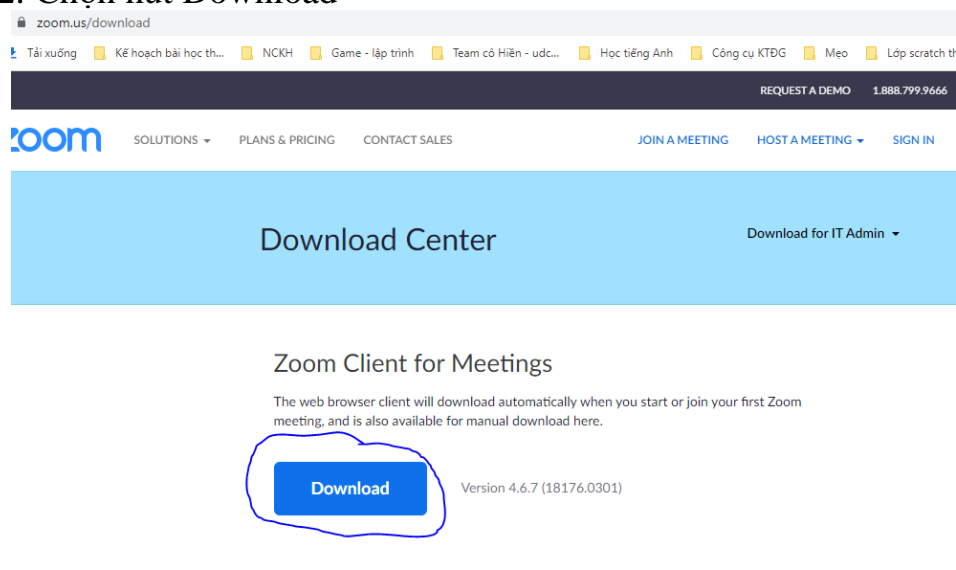 2. Chọn nút Download
zoom.us/download
Tải xuống Kế hoạch bài học th... NCKH Game - lập trình Team cô Hiền - udc... Học tiếng Anh Công cụ KTĐG Mẹo Lớp scratch th
REQUEST A DEMO 1.888.799.9666
zoom SOLUTIONS PLANS & PRICING CONTACT SALES JOIN A MEETING HOST A MEETING SIGN IN
Download Center Download for IT Admin
Zoom Client for Meetings
The web browser client will download automatically when you start or join your first Zoom
meeting, and is also available for manual download here.
Download Version 4.6.7 (18176.0301)